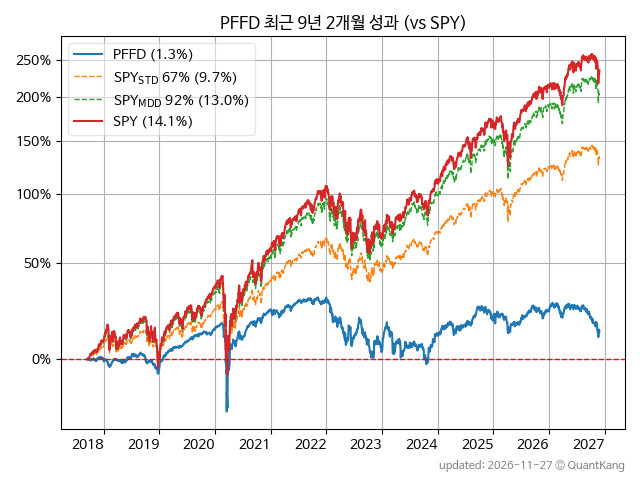 PFFD 최근 9년 2개월 성과 (vs SPY)
PFFD (1.3%)
SPY_STD 67% (9.7%)
SPY_MDD 92% (13.0%)
SPY (14.1%)
250%
200%
150%
100%
50%
0%
2018 2019 2020 2021 2022 2023 2024 2025 2026 2027
updated: 2026-11-27 © QuantKang